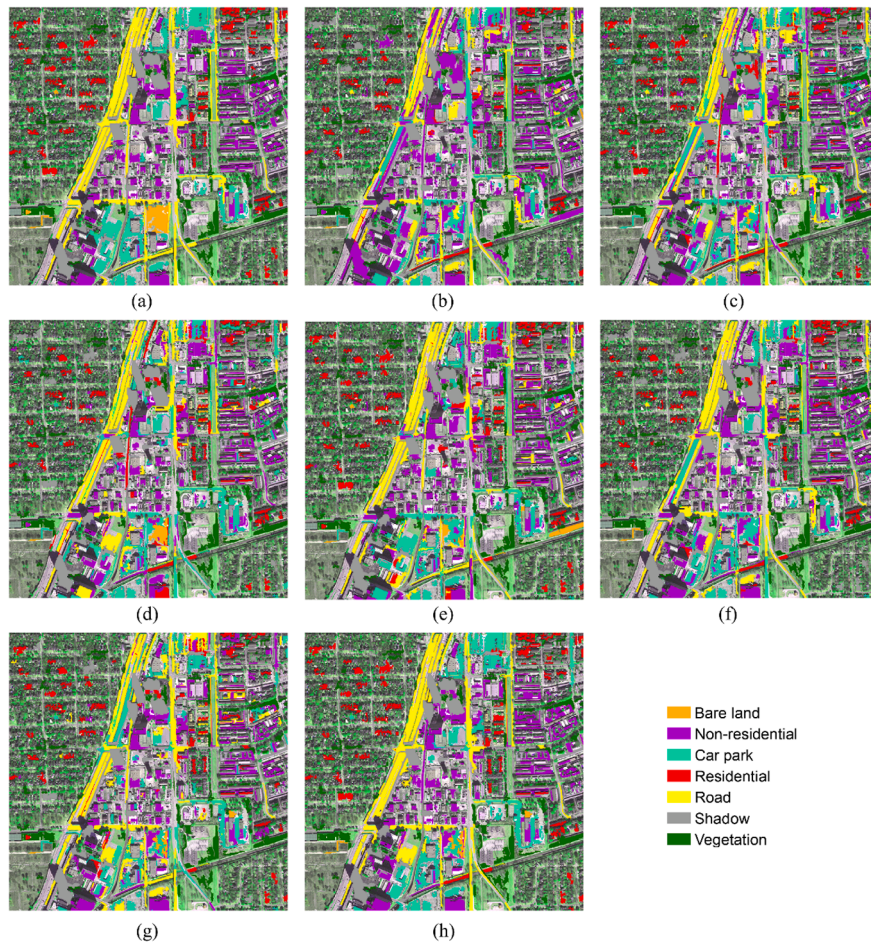 (a)
(b)
(c)
(d)
(e)
(f)
Bare land
Non-residential
Car park
Residential
Road
Shadow
Vegetation
(g)
(h)